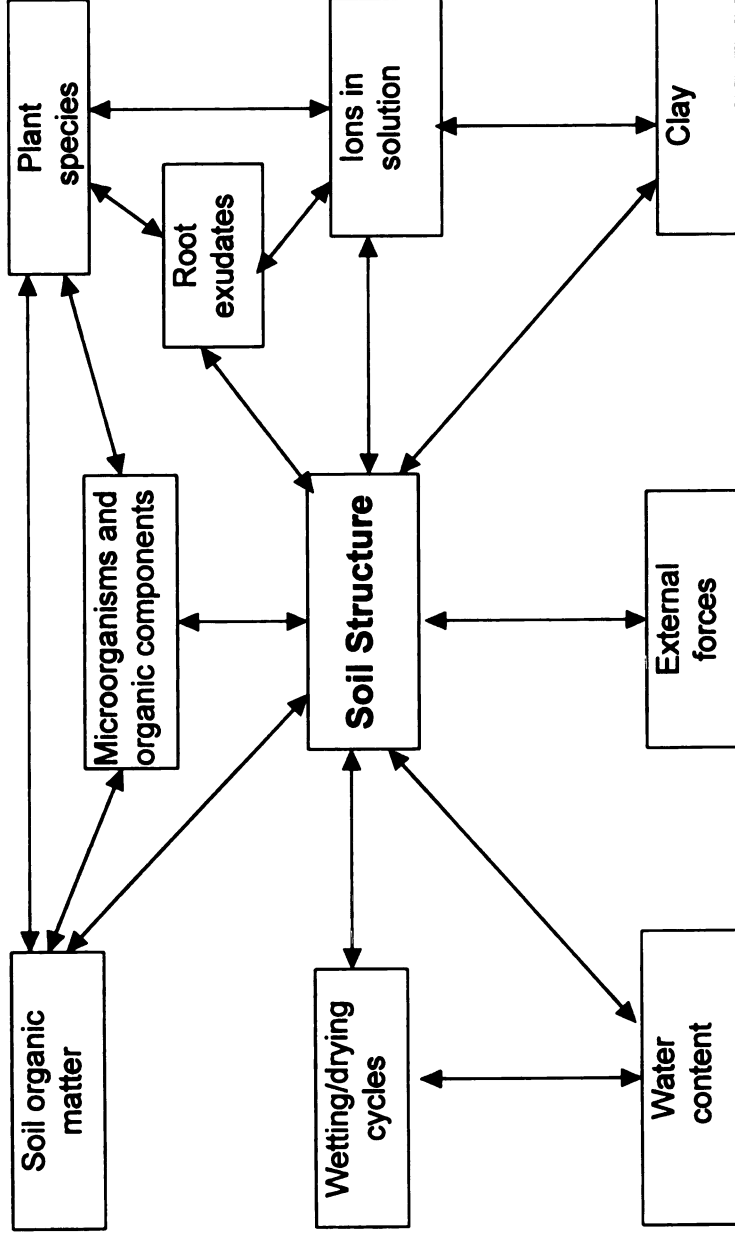 Soil organic
matter
Microorganisms and
organic components
Plant
species
Root
exudates
Wetting/drying
cycles
Soil Structure
Ions in
solution
Water
content
External
forces
Clay